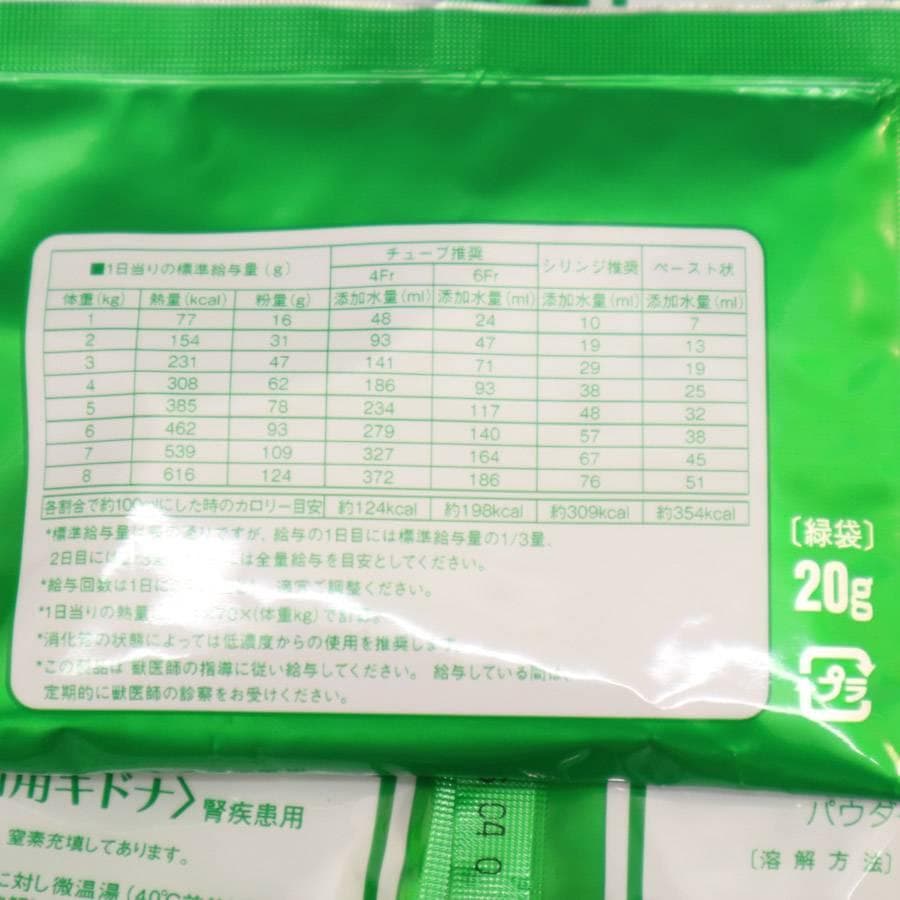 ■1日当りの標準給与量(g) チューブ推奨 シリンジ推奨 ペースト状
4Fr 6Fr
体重(kg) 熱量(kcal) 粉量(g) 添加水量(ml) 添加水量(ml) 添加水量(ml) 添加水量(ml)
1 77 16 48 24 10 7
2 154 31 93 47 19 13
3 231 47 141 71 29 19
4 308 62 186 93 38 25
5 385 78 234 117 48 32
6 462 93 279 140 57 38
7 539 109 327 164 67 45
8 616 124 372 186 76 51
各割合で約100mlにした時のカロリー目安 約124kcal 約198kcal 約309kcal 約354kcal
*標準給与量は ですが、給与の1日目には標準給与量の1/3量、
2日目には は全量給与を目安としてください。
*給与回数は1日に 適宜ご調整ください。
*1日当りの熱量 ×70×(体重kg)で計
*消化管の状態によっては低濃度からの使用を推奨します
*この製品は 獣医師の指導に従い給与してください。 給与している間は、
定期的に獣医師の診察をお受けください。
〔緑袋〕
20g
プラ
用キドナ〉腎疾患用
窒素充填してあります。
に対し微温湯(40℃
C4 0
パウダ
〔溶解方法〕